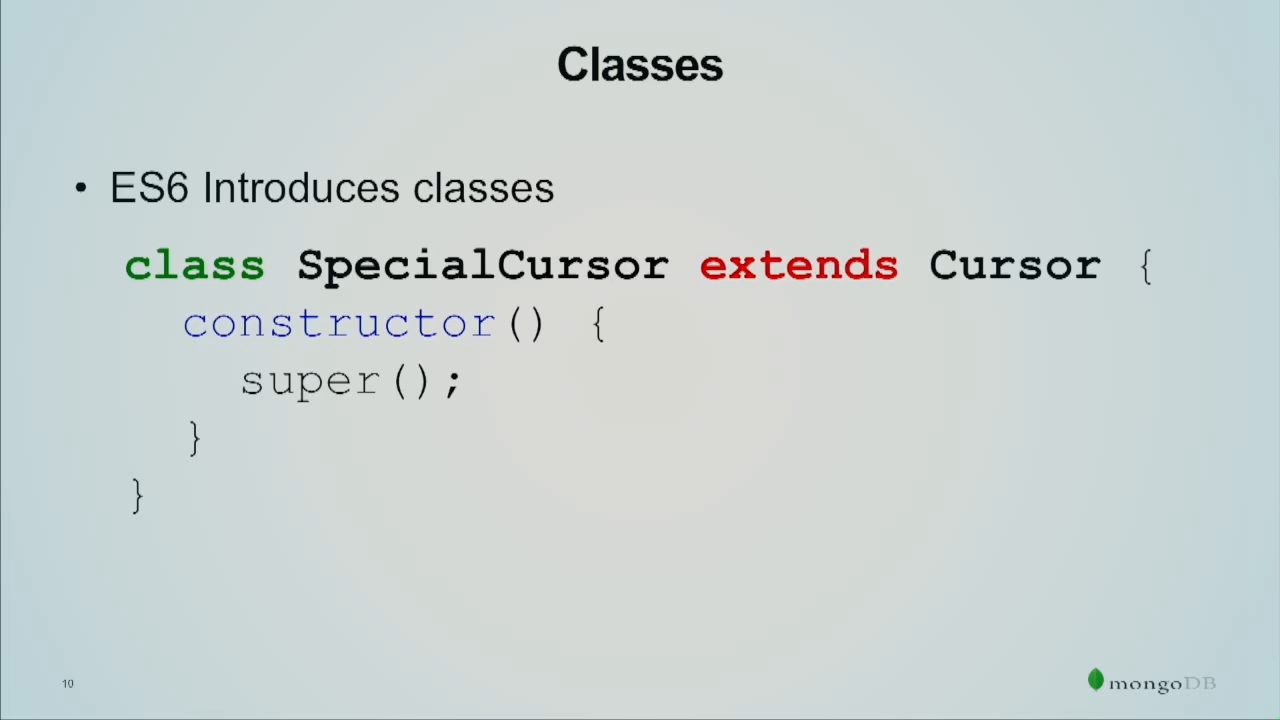 Classes
• ES6 Introduces classes
class SpecialCursor extends Cursor {
constructor() {
super();
}
}
10
mongoDB